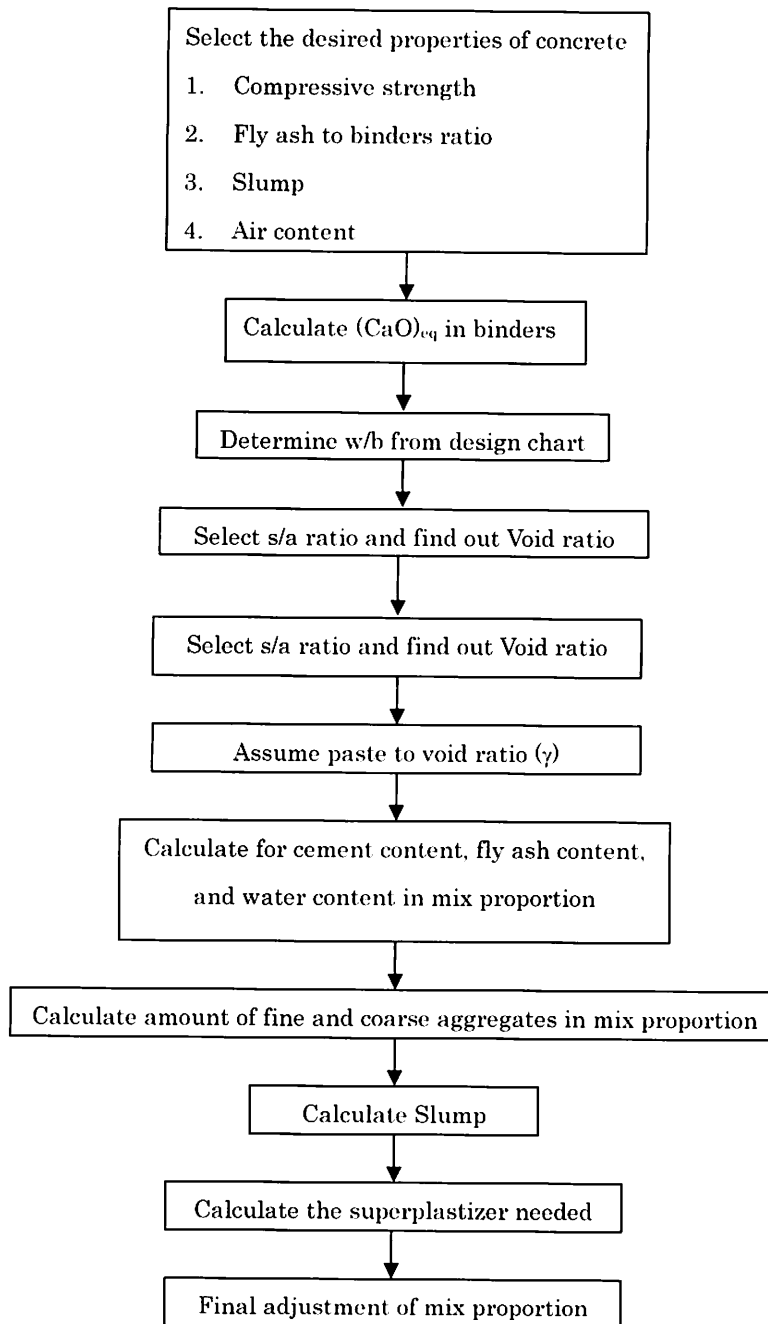 Select the desired properties of concrete
1. Compressive strength
2. Fly ash to binders ratio
3. Slump
4. Air content
Calculate (CaO)eq in binders
Determine w/b from design chart
Select s/a ratio and find out Void ratio
Select s/a ratio and find out Void ratio
Assume paste to void ratio (γ)
Calculate for cement content, fly ash content,
and water content in mix proportion
Calculate amount of fine and coarse aggregates in mix proportion
Calculate Slump
Calculate the superplastizer needed
Final adjustment of mix proportion